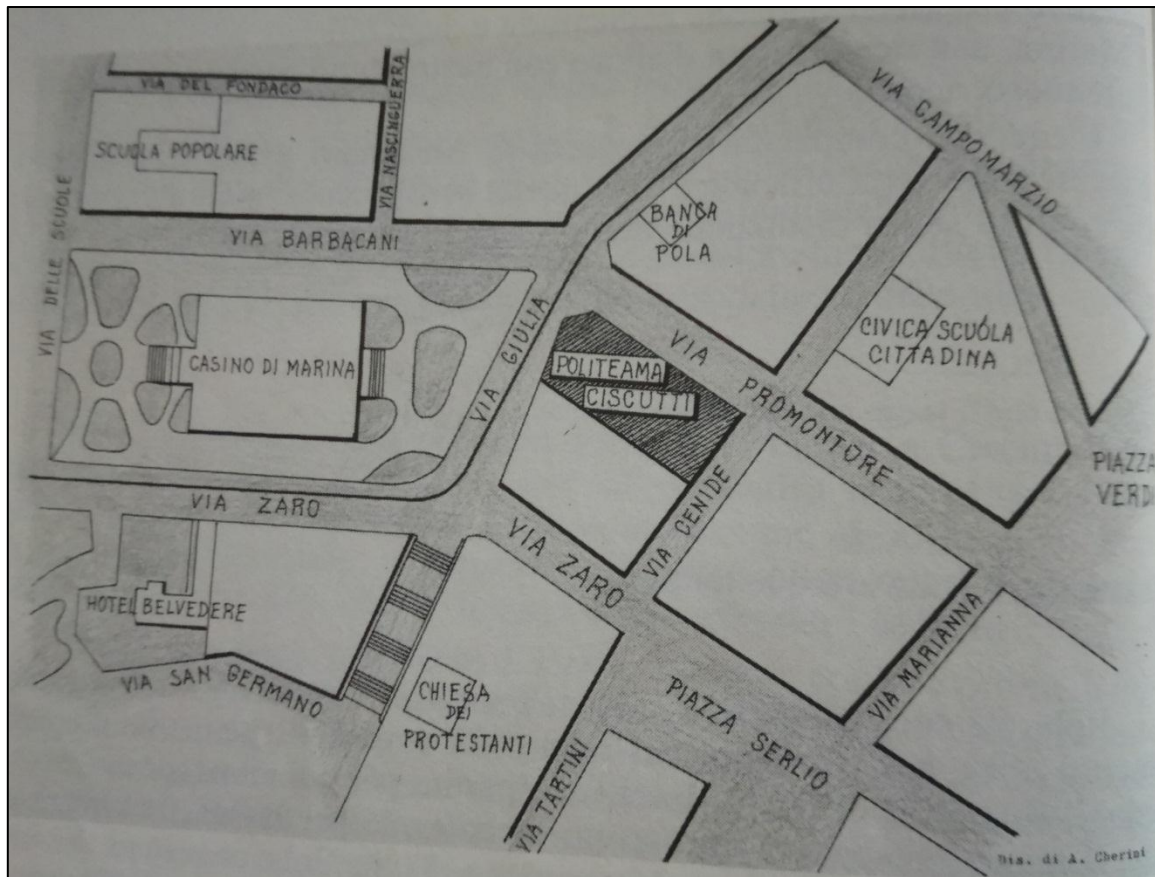 VIA DEL FONDACO
VIA NASCINGUERRA
SCUOLA POPOLARE
VIA DELLE SCUOLE
VIA BARBACANI
CASINO DI MARINA
VIA GIULIA
VIA ZARO
HOTEL BELVEDERE
VIA SAN GERMANO
CHIESA
DEI
PROTESTANTI
VIA TARTINI
BANCA
DI
POLA
VIA CAMPOMARZIO
CIVICA SCUOLA
CITTADINA
POLITEAMA
CISCUTTI
VIA PROMONTORE
PIAZZA
VERDI
VIA CENIDE
VIA ZARO
VIA MARIANNA
PIAZZA SERLIO
Dis. di A. Cherini